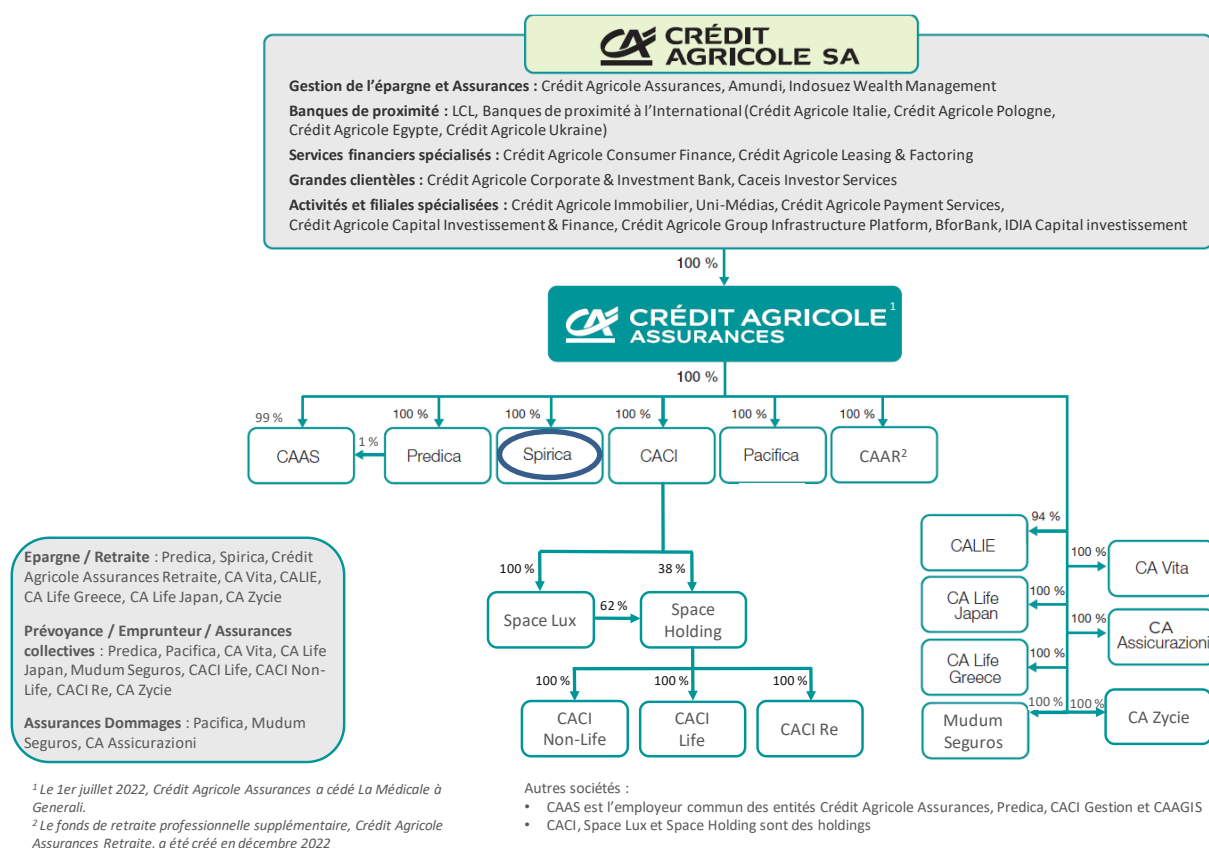 CRÉDIT
AGRICOLE SA
Gestion de l'épargne et Assurances : Crédit Agricole Assurances, Amundi, Indosuez Wealth Management
Banques de proximité : LCL, Banques de proximité à l'International (Crédit Agricole Italie, Crédit Agricole Pologne,
Crédit Agricole Egypte, Crédit Agricole Ukraine)
Services financiers spécialisés : Crédit Agricole Consumer Finance, Crédit Agricole Leasing & Factoring
Grandes clientèles : Crédit Agricole Corporate & Investment Bank, Caceis Investor Services
Activités et filiales spécialisées : Crédit Agricole Immobilier, Uni-Médias, Crédit Agricole Payment Services,
Crédit Agricole Capital Investissement & Finance, Crédit Agricole Group Infrastructure Platform, BforBank, IDIA Capital investissement
100 %
CRÉDIT AGRICOLE 1
ASSURANCES
100 %
99 %
100 %
100 %
100 %
100 %
100 %
CAAS
1 %
Predica
Spirica
CACI
Pacifica
CAAR2
94 %
CALIE
100 %
CA Vita
CA Life
Japan
100 %
100 %
CA
Assicurazioni
CA Life
Greece
100 %
100 %
100 %
Mudum
Seguros
CA Zycie
100 %
38 %
Space Lux
62 %
Space
Holding
100 %
100 %
100 %
CACI
Non-Life
CACI
Life
CACI Re
Epargne / Retraite : Predica, Spirica, Crédit
Agricole Assurances Retraite, CA Vita, CALIE,
CA Life Greece, CA Life Japan, CA Zycie
Prévoyance / Emprunteur / Assurances
collectives : Predica, Pacifica, CA Vita, CA Life
Japan, Mudum Seguros, CACI Life, CACI Non-
Life, CACI Re, CA Zycie
Assurances Dommages : Pacifica, Mudum
Seguros, CA Assicurazioni
1 Le 1er juillet 2022, Crédit Agricole Assurances a cédé La Médicale à
Generali.
2 Le fonds de retraite professionnelle supplémentaire, Crédit Agricole
Assurances Retraite, a été créé en décembre 2022
Autres sociétés :
• CAAS est l'employeur commun des entités Crédit Agricole Assurances, Predica, CACI Gestion et CAAGIS
• CACI, Space Lux et Space Holding sont des holdings